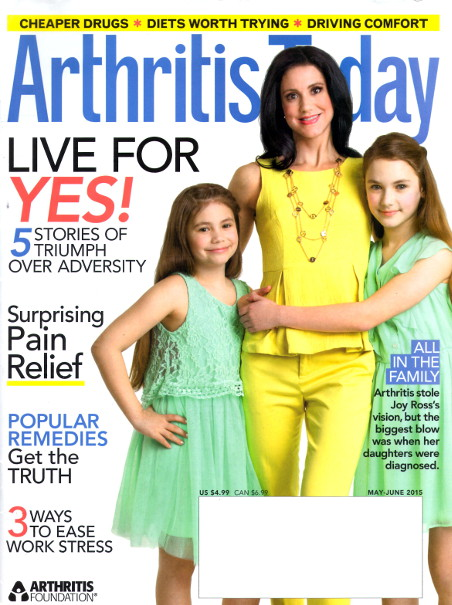 CHEAPER DRUGS * DIETS WORTH TRYING * DRIVING COMFORT
Arthritis Today
LIVE FOR
YES!
5 STORIES OF
TRIUMPH
OVER ADVERSITY
Surprising
Pain
Relief
POPULAR
REMEDIES
Get the
TRUTH
3 WAYS
TO EASE
WORK STRESS
ARTHRITIS
FOUNDATION®
ALL
IN THE
FAMILY
Arthritis stole
Joy Ross's
vision, but the
biggest blow
was when her
daughters were
diagnosed.
US $4.99 CAN $6.99
MAY·JUNE 2015